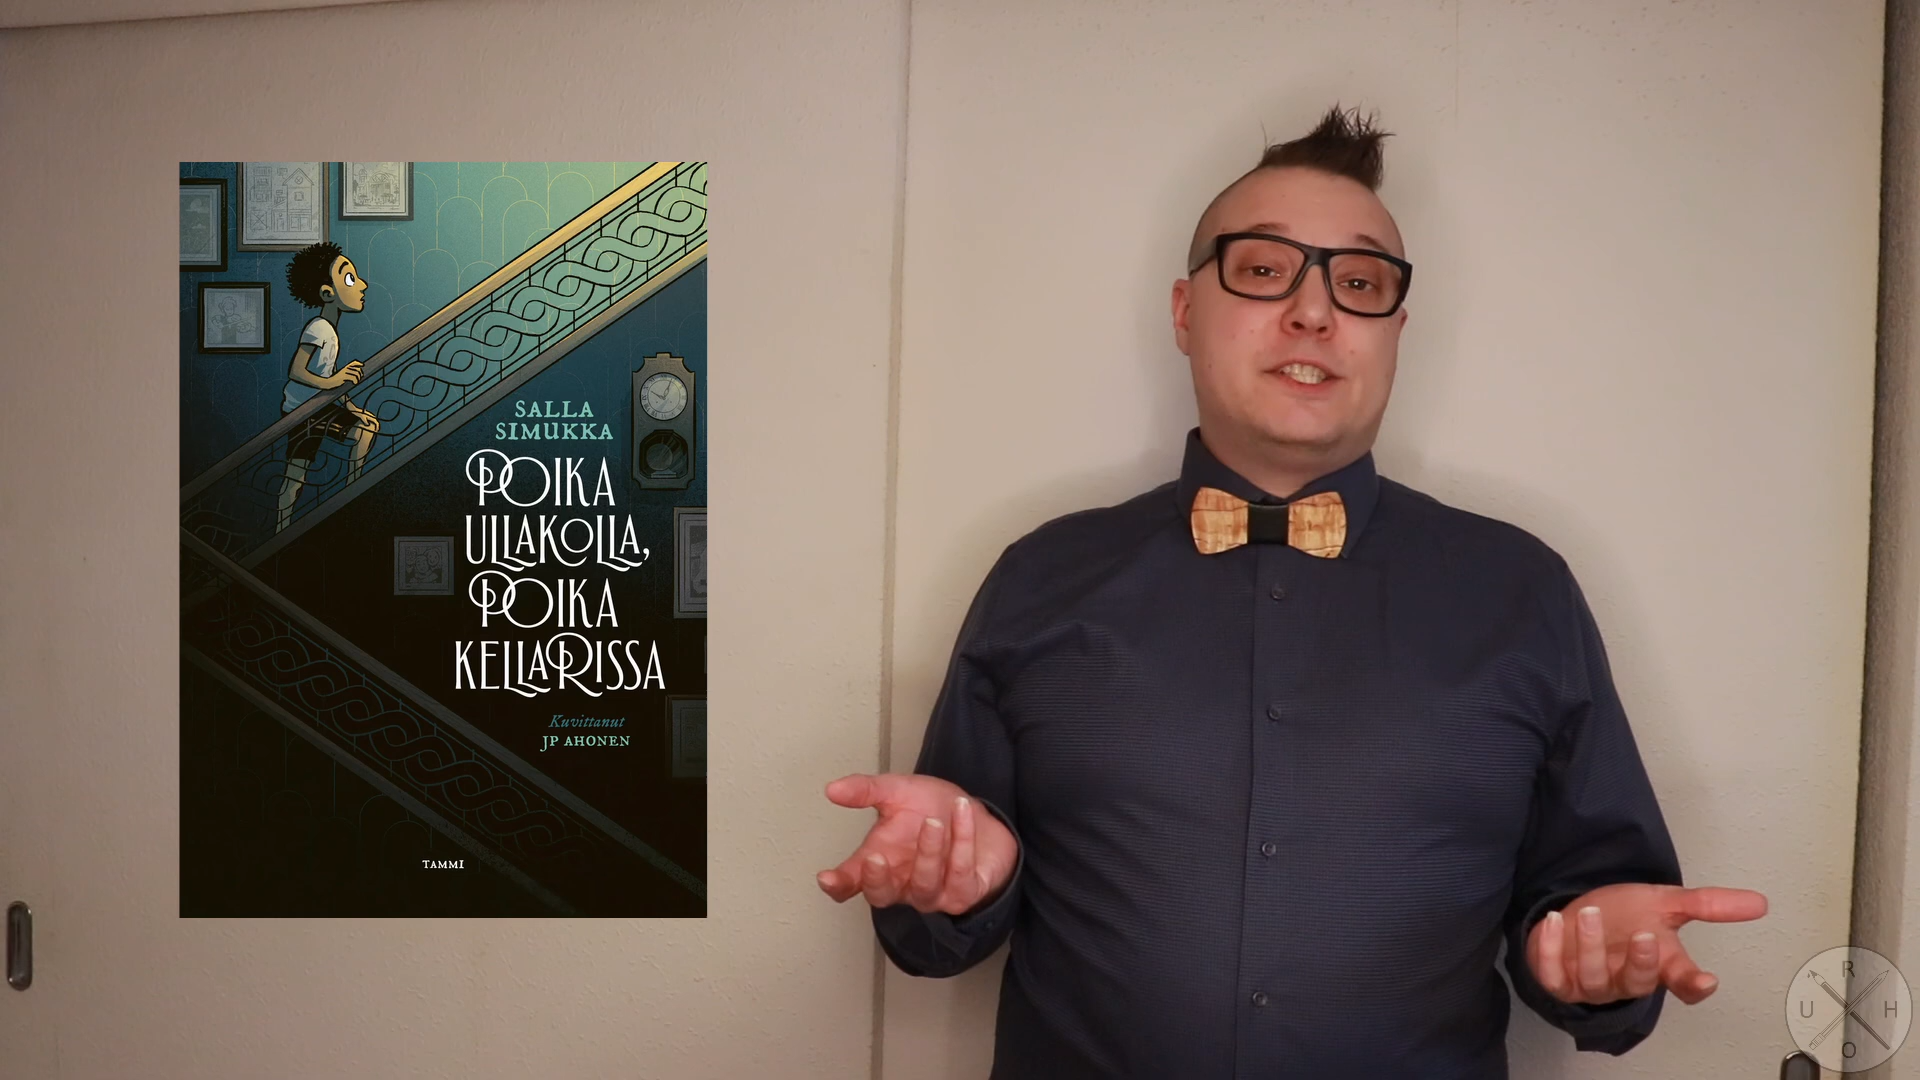 SALLA
SIMUKKA
POIKA
ULLAKOLLA,
POIKA
KELLARISSA
Kuvittanut
JP AHONEN
TAMMI
R
U H
O